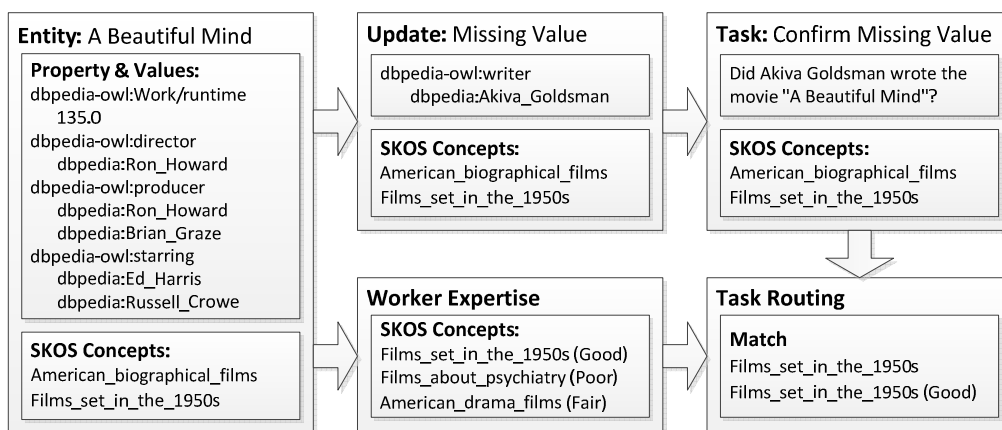 Entity: A Beautiful Mind
Property & Values:
dbpedia-owl:Work/runtime
135.0
dbpedia-owl:director
dbpedia:Ron_Howard
dbpedia-owl:producer
dbpedia:Ron_Howard
dbpedia:Brian_Graze
dbpedia-owl:starring
dbpedia:Ed_Harris
dbpedia:Russell_Crowe
SKOS Concepts:
American_biographical_films
Films_set_in_the_1950s
Update: Missing Value
dbpedia-owl:writer
dbpedia:Akiva_Goldsman
SKOS Concepts:
American_biographical_films
Films_set_in_the_1950s
Task: Confirm Missing Value
Did Akiva Goldsman wrote the
movie "A Beautiful Mind"?
SKOS Concepts:
American_biographical_films
Films_set_in_the_1950s
Worker Expertise
SKOS Concepts:
Films_set_in_the_1950s (Good)
Films_about_psychiatry (Poor)
American_drama_films (Fair)
Task Routing
Match
Films_set_in_the_1950s
Films_set_in_the_1950s (Good)